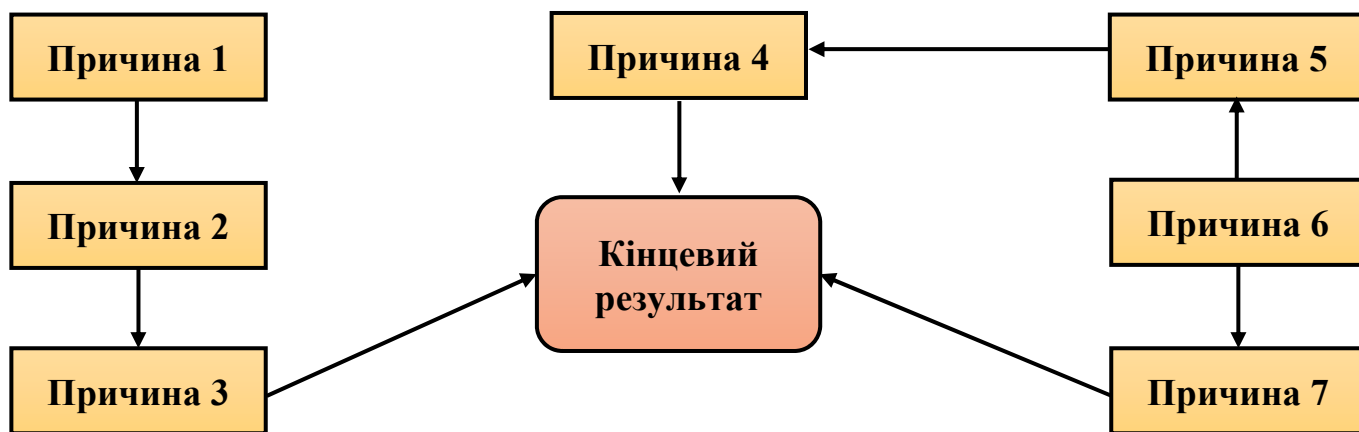 Причина 1
Причина 4
Причина 5
Причина 2
Кінцевий
результат
Причина 6
Причина 3
Причина 7